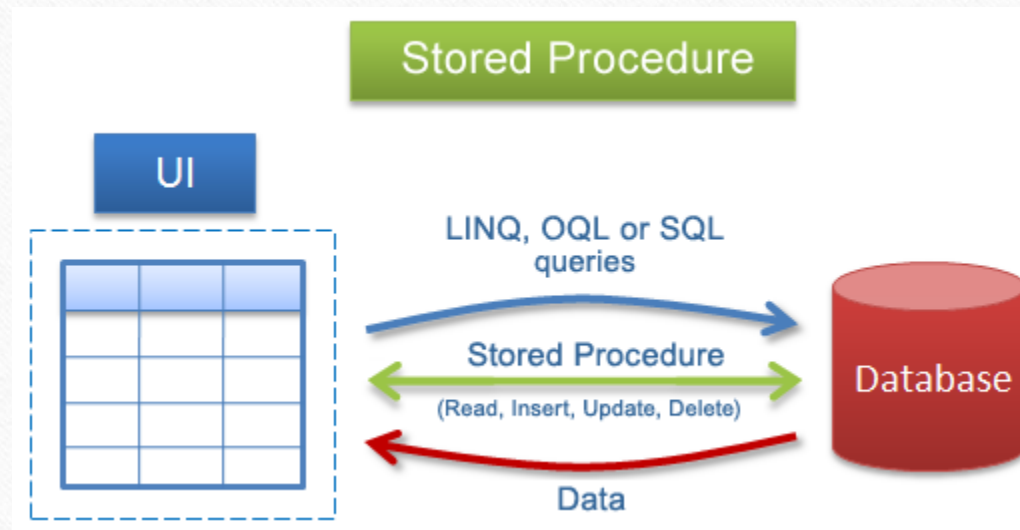 Stored Procedure
UI
LINQ, OQL or SQL
queries
Stored Procedure
(Read, Insert, Update, Delete)
Database
Data